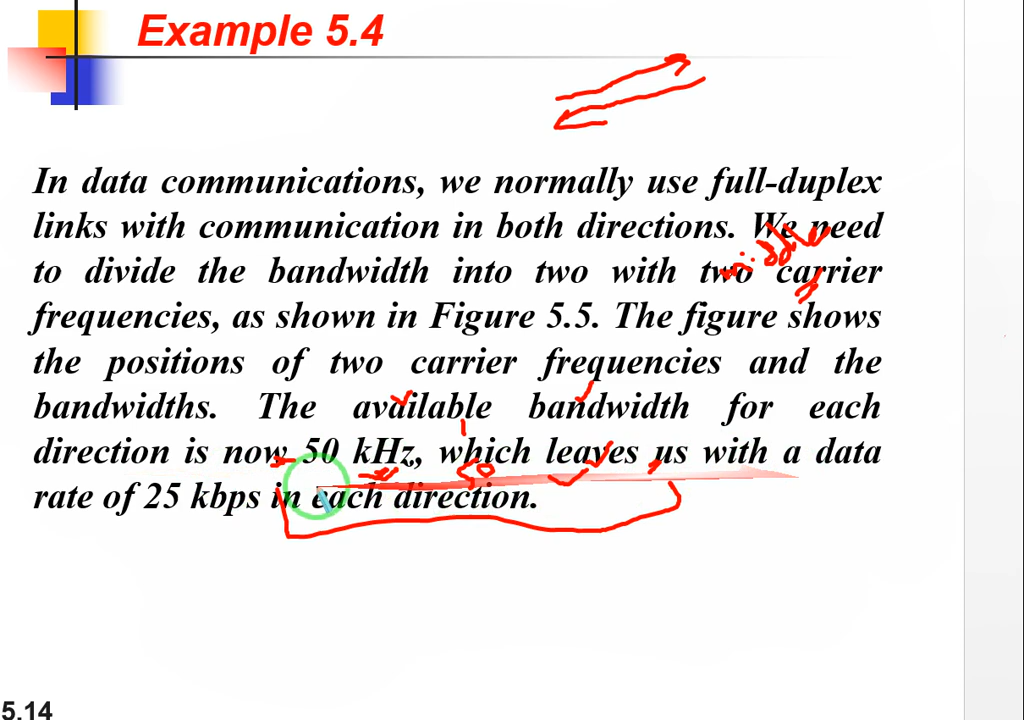 Example 5.4
In data communications, we normally use full-duplex
links with communication in both directions. We need
to divide the bandwidth into two with two carrier
frequencies, as shown in Figure 5.5. The figure shows
the positions of two carrier frequencies and the
bandwidths. The available bandwidth for each
direction is now 50 kHz, which leaves us with a data
rate of 25 kbps in each direction.
middle
50
5.14